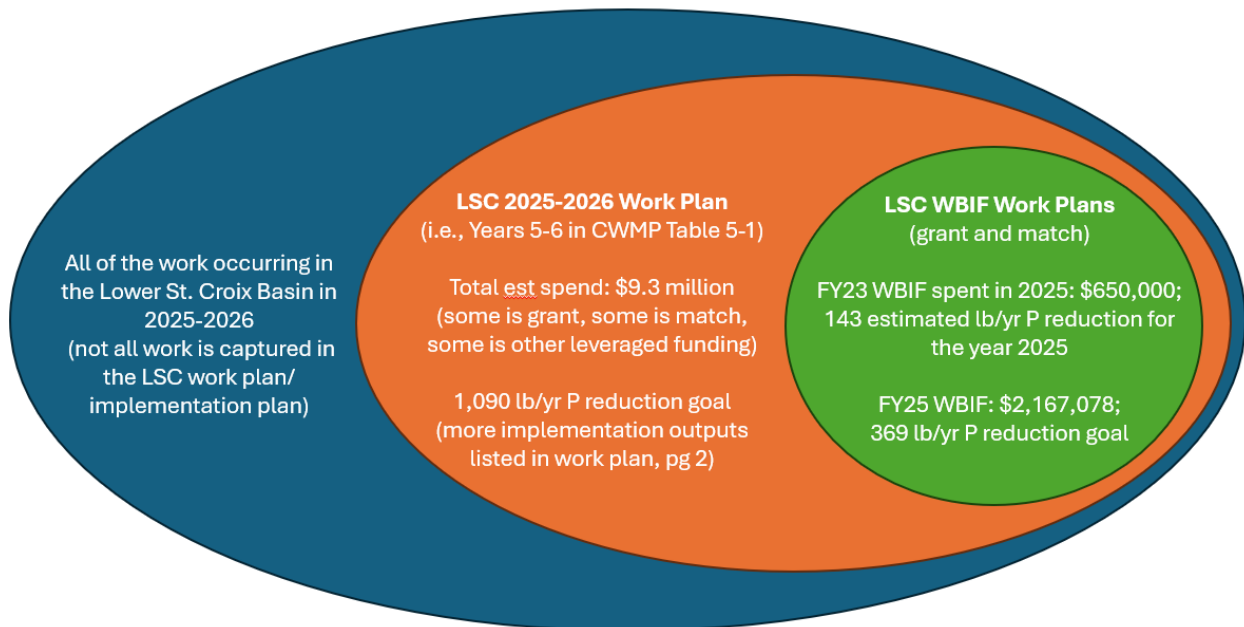 All of the work occurring in
the Lower St. Croix Basin in
2025-2026
(not all work is captured in
the LSC work plan/
implementation plan)
LSC 2025-2026 Work Plan
(i.e., Years 5-6 in CWMP Table 5-1)
Total est spend: $9.3 million
(some is grant, some is match,
some is other leveraged funding)
1,090 lb/yr P reduction goal
(more implementation outputs
listed in work plan, pg 2)
LSC WBIF Work Plans
(grant and match)
FY23 WBIF spent in 2025: $650,000;
143 estimated lb/yr P reduction for
the year 2025
FY25 WBIF: $2,167,078;
369 lb/yr P reduction goal